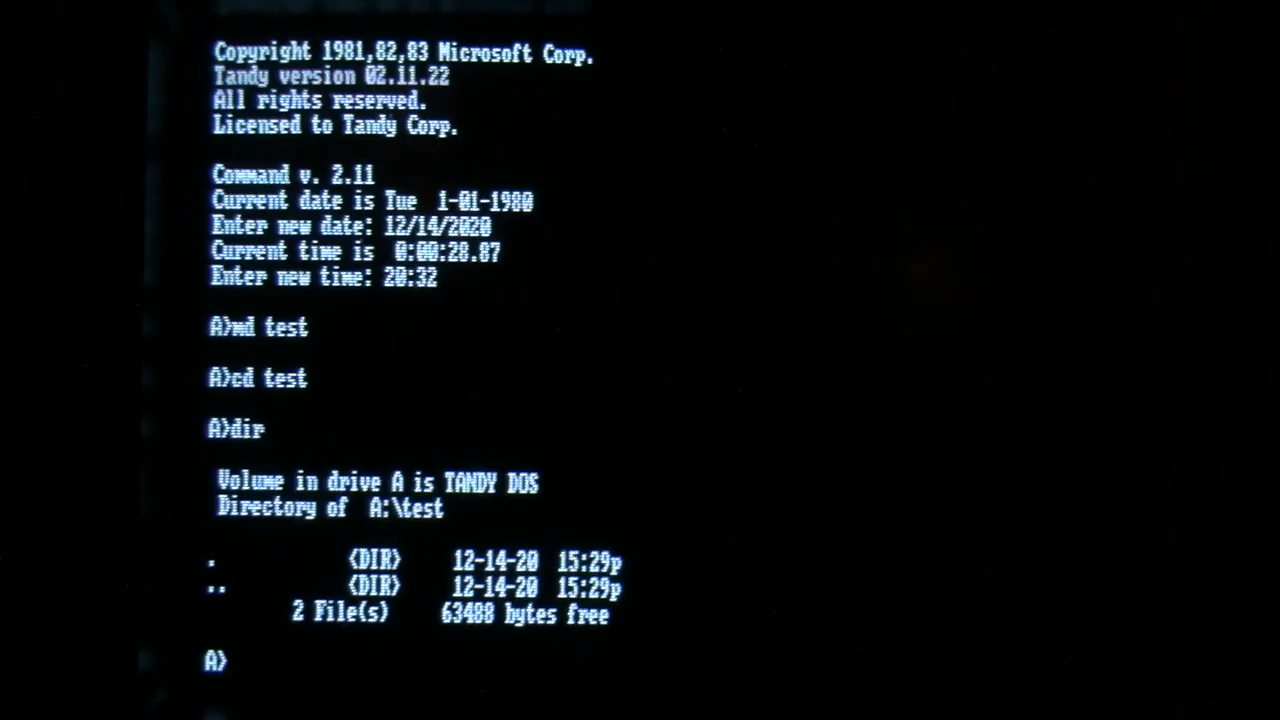 Copyright 1981,82,83 Microsoft Corp.
Tandy version 02.11.22
All rights reserved.
Licensed to Tandy Corp.
Command v. 2.11
Current date is Tue  1-01-1980
Enter new date: 12/14/2020
Current time is  0:00:28.87
Enter new time: 20:32
A>md test
A>cd test
A>dir
Volume in drive A is TANDY DOS
Directory of  A:\test
.            <DIR>     12-14-20  15:29p
..           <DIR>     12-14-20  15:29p
2 File(s)     63488 bytes free
A>